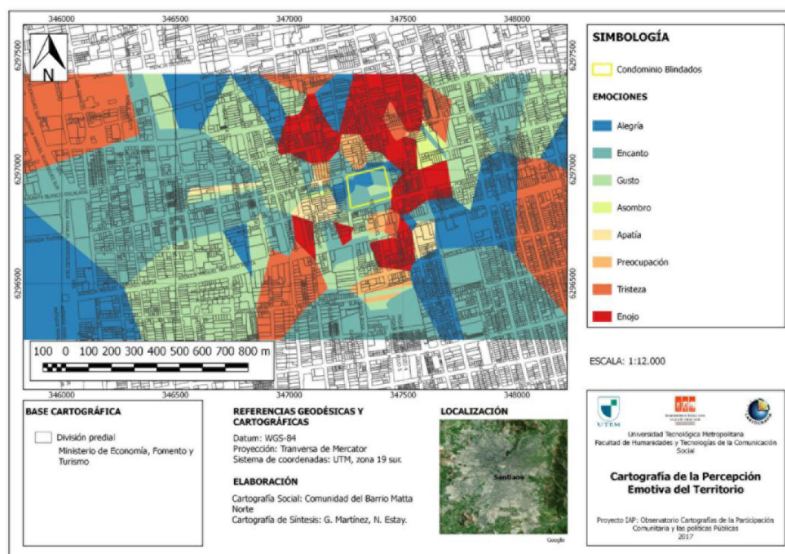 346000 346500 347000 347500 348000
6297500
6297000
6296500
N
100 0 100 200 300 400 500 600 700 800 m
346000 346500 347000 347500 348000
SIMBOLOGÍA
Condominio Blindados
EMOCIONES
Alegría
Encanto
Gusto
Asombro
Apatía
Preocupación
Tristeza
Enojo
ESCALA: 1:12.000
BASE CARTOGRÁFICA
División predial
Ministerio de Economía, Fomento y
Turismo
REFERENCIAS GEODÉSICAS Y
CARTOGRÁFICAS
Datum: WGS-84
Proyección: Tranversa de Mercator
Sistema de coordenadas: UTM, zona 19 sur.
ELABORACIÓN
Cartografía Social: Comunidad del Barrio Matta
Norte
Cartografía de Síntesis: G. Martínez, N. Estay.
LOCALIZACIÓN
Santiago
Google
UTEM
Universidad Tecnológica Metropolitana
Facultad de Humanidades y Tecnologías de la Comunicación
Social
Cartografía de la Percepción
Emotiva del Territorio
Proyecto IAP: Observatorio Cartografías de la Participación
Comunitaria y las políticas Públicas
2017